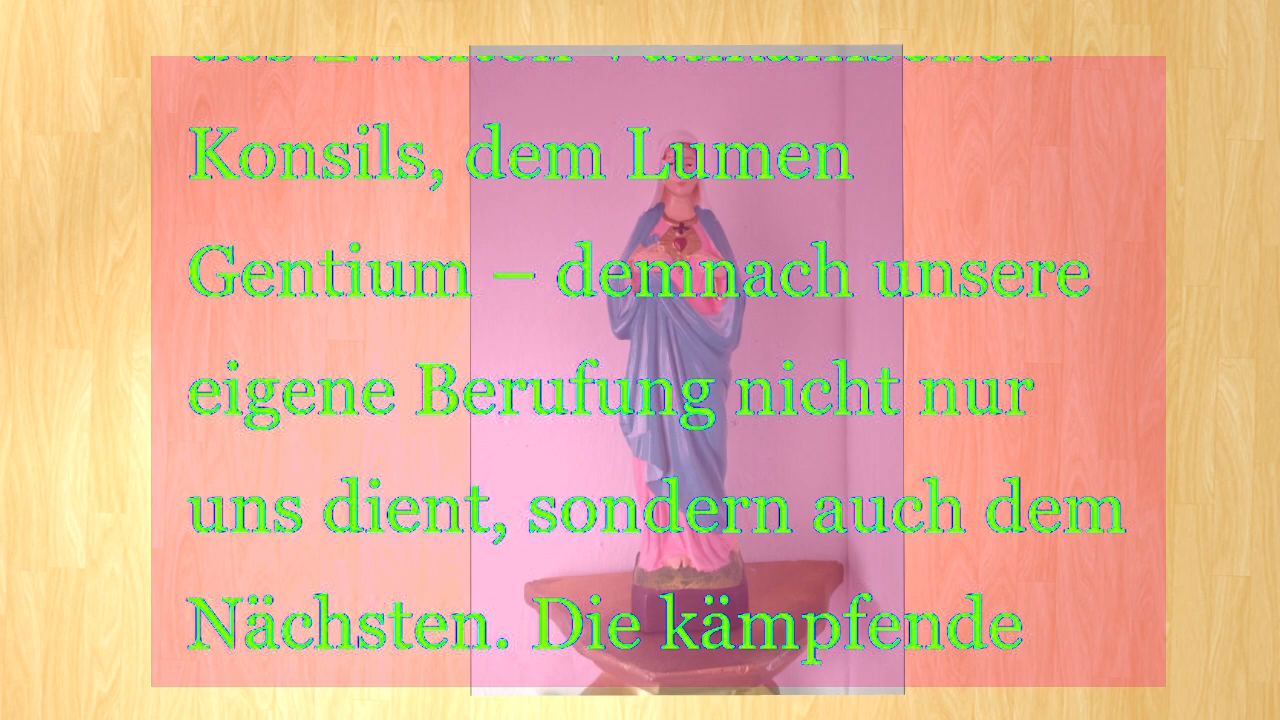 Konsils, dem Lumen
Gentium – demnach unsere
eigene Berufung nicht nur
uns dient, sondern auch dem
Nächsten. Die kämpfende